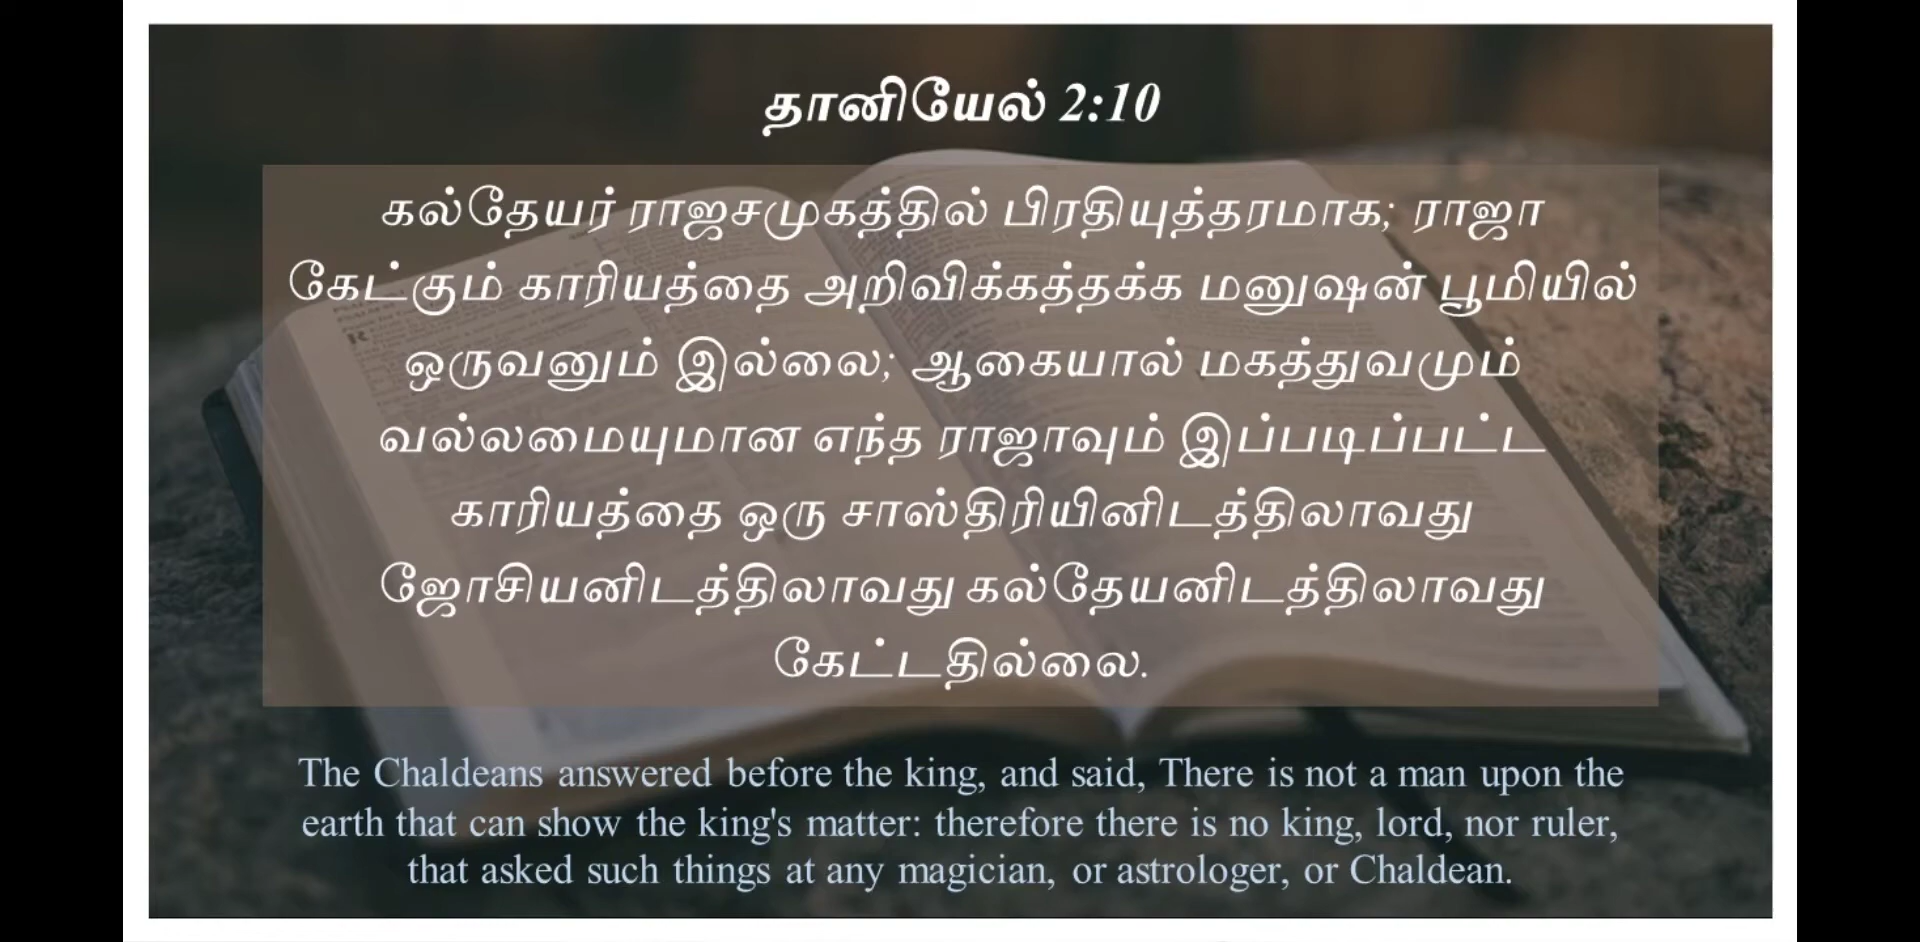 தானியேல் 2:10
கல்தேயர் ராஜசமுகத்தில் பிரதியுத்தரமாக; ராஜா
கேட்கும் காரியத்தை அறிவிக்கத்தக்க மனுஷன் பூமியில்
ஒருவனும் இல்லை; ஆகையால் மகத்துவமும்
வல்லமையுமான எந்த ராஜாவும் இப்படிப்பட்ட
காரியத்தை ஒரு சாஸ்திரியினிடத்திலாவது
ஜோசியனிடத்திலாவது கல்தேயனிடத்திலாவது
கேட்டதில்லை.
The Chaldeans answered before the king, and said, There is not a man upon the
earth that can show the king's matter: therefore there is no king, lord, nor ruler,
that asked such things at any magician, or astrologer, or Chaldean.